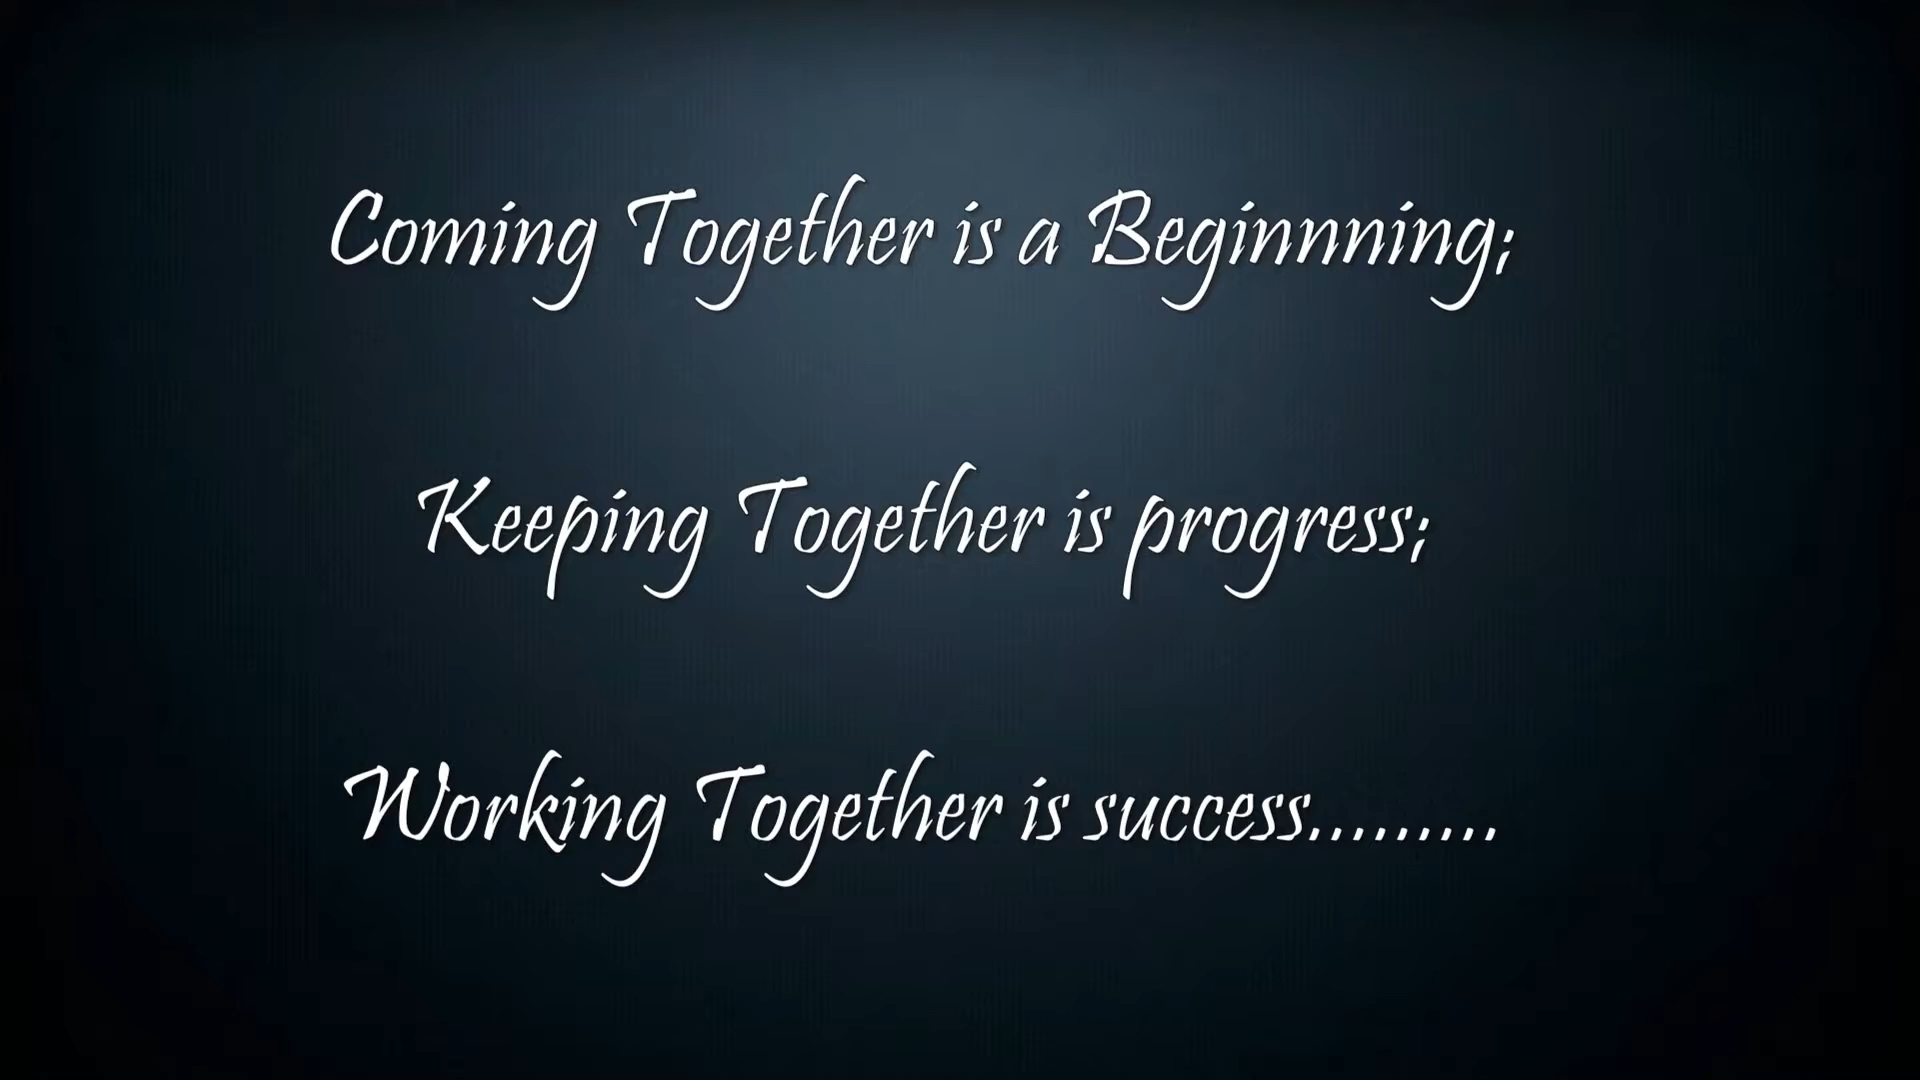 Coming Together is a Beginnning;
Keeping Together is progress;
Working Together is success.........